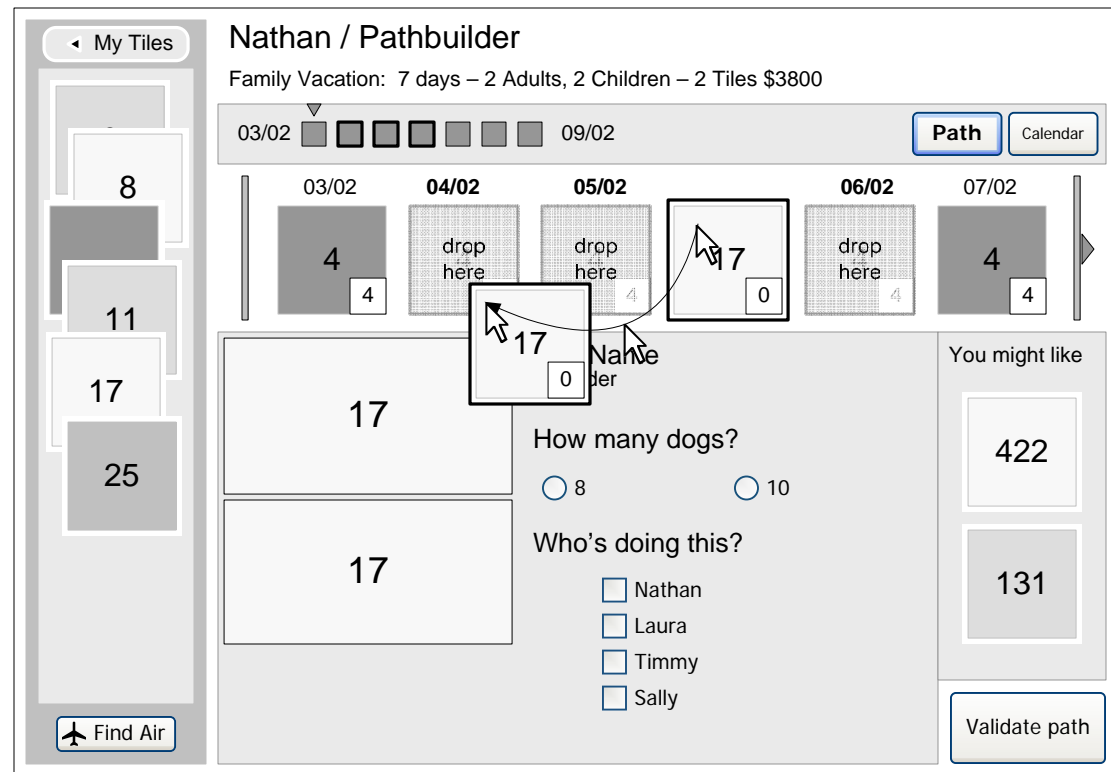 My Tiles
8
11
17
25
Find Air
Nathan / Pathbuilder
Family Vacation: 7 days – 2 Adults, 2 Children – 2 Tiles $3800
03/02
09/02
Path
Calendar
03/02
04/02
05/02
06/02
07/02
4
4
drop
here
drop
here
4
17
0
drop
here
4
4
4
17
0
17
17
Name
der
How many dogs?
8
10
Who's doing this?
Nathan
Laura
Timmy
Sally
You might like
422
131
Validate path